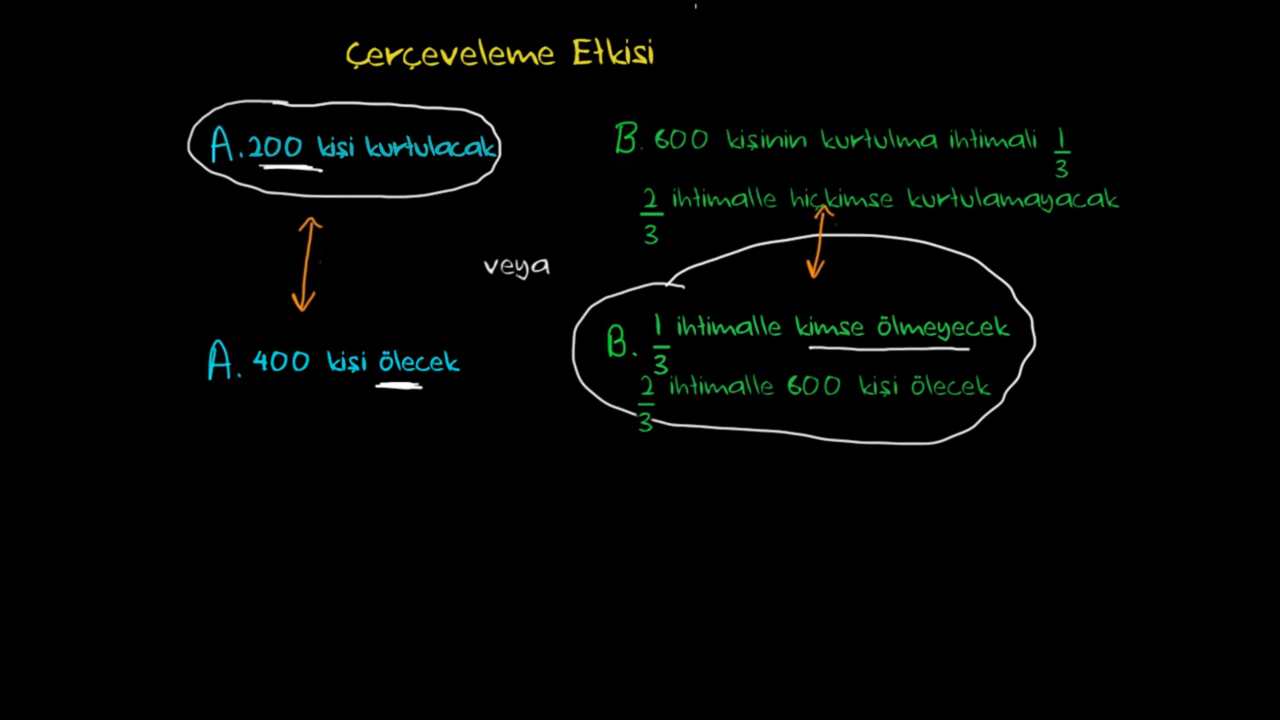 Çerçeveleme Etkisi
A. 200 kişi kurtulacak
B. 600 kişinin kurtulma ihtimali 1/3
2/3 ihtimalle hiçkimse kurtulamayacak
veya
A. 400 kişi ölecek
B. 1/3 ihtimalle kimse ölmeyecek
2/3 ihtimalle 600 kişi ölecek